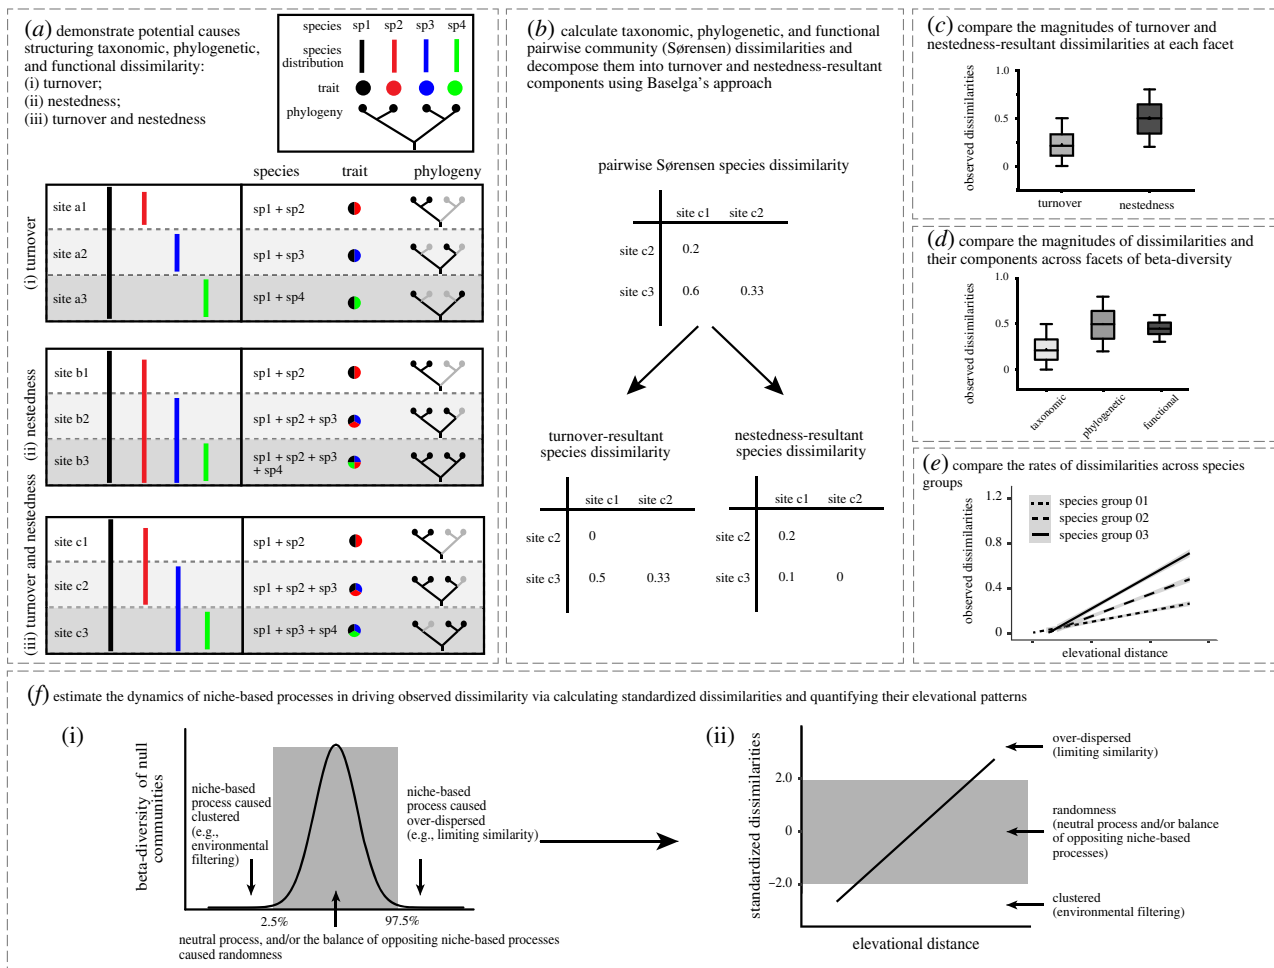 (a) demonstrate potential causes
structuring taxonomic, phylogenetic,
and functional dissimilarity:
(i) turnover;
(ii) nestedness;
(iii) turnover and nestedness
species sp1 sp2 sp3 sp4
species
distribution
trait
phylogeny
species trait phylogeny
(i) turnover
site a1 sp1 + sp2
site a2 sp1 + sp3
site a3 sp1 + sp4
(ii) nestedness
site b1 sp1 + sp2
site b2 sp1 + sp2 + sp3
site b3 sp1 + sp2 + sp3
+ sp4
(iii) turnover and nestedness
site c1 sp1 + sp2
site c2 sp1 + sp2 + sp3
site c3 sp1 + sp3 + sp4
(b) calculate taxonomic, phylogenetic, and functional
pairwise community (Sørensen) dissimilarities and
decompose them into turnover and nestedness-resultant
components using Baselga's approach
pairwise Sørensen species dissimilarity
site c1 site c2
site c2 0.2
site c3 0.6 0.33
turnover-resultant
species dissimilarity
site c1 site c2
site c2 0
site c3 0.5 0.33
nestedness-resultant
species dissimilarity
site c1 site c2
site c2 0.2
site c3 0.1 0
(c) compare the magnitudes of turnover and
nestedness-resultant dissimilarities at each facet
observed dissimilarities
1.0
0.5
0
turnover nestedness
(d) compare the magnitudes of dissimilarities and
their components across facets of beta-diversity
observed dissimilarities
1.0
0.5
0
taxonomic phylogenetic functional
(e) compare the rates of dissimilarities across species
groups
observed dissimilarities
1.2
0.8
0.4
0
species group 01
species group 02
species group 03
elevational distance
(f) estimate the dynamics of niche-based processes in driving observed dissimilarity via calculating standardized dissimilarities and quantifying their elevational patterns
(i)
beta-diversity of null
communities
niche-based
process caused
clustered
(e.g.,
environmental
filtering)
niche-based
process caused
over-dispersed
(e.g., limiting similarity)
2.5% 97.5%
neutral process, and/or the balance of oppositing niche-based processes
caused randomness
(ii)
standardized dissimilarities
2.0
0
−2.0
elevational distance
over-dispersed
(limiting similarity)
randomness
(neutral process and/or balance
of oppositing niche-based
processes)
clustered
(environmental filtering)